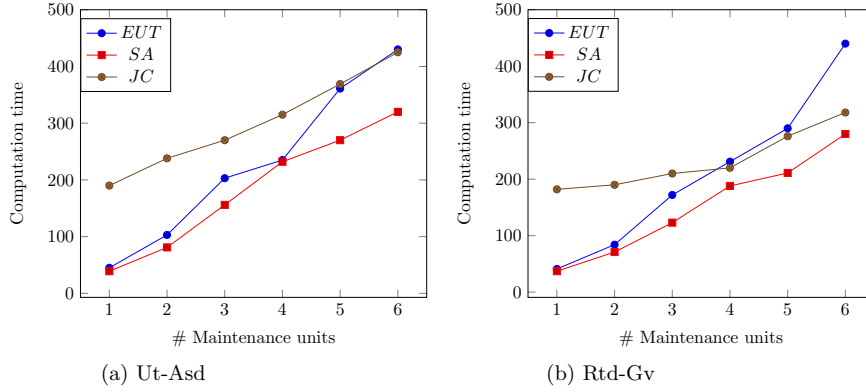 500
400
300
200
100
0
Computation time
EUT
SA
JC
1 2 3 4 5 6
# Maintenance units
(a) Ut-Asd
500
400
300
200
100
0
Computation time
EUT
SA
JC
1 2 3 4 5 6
# Maintenance units
(b) Rtd-Gv